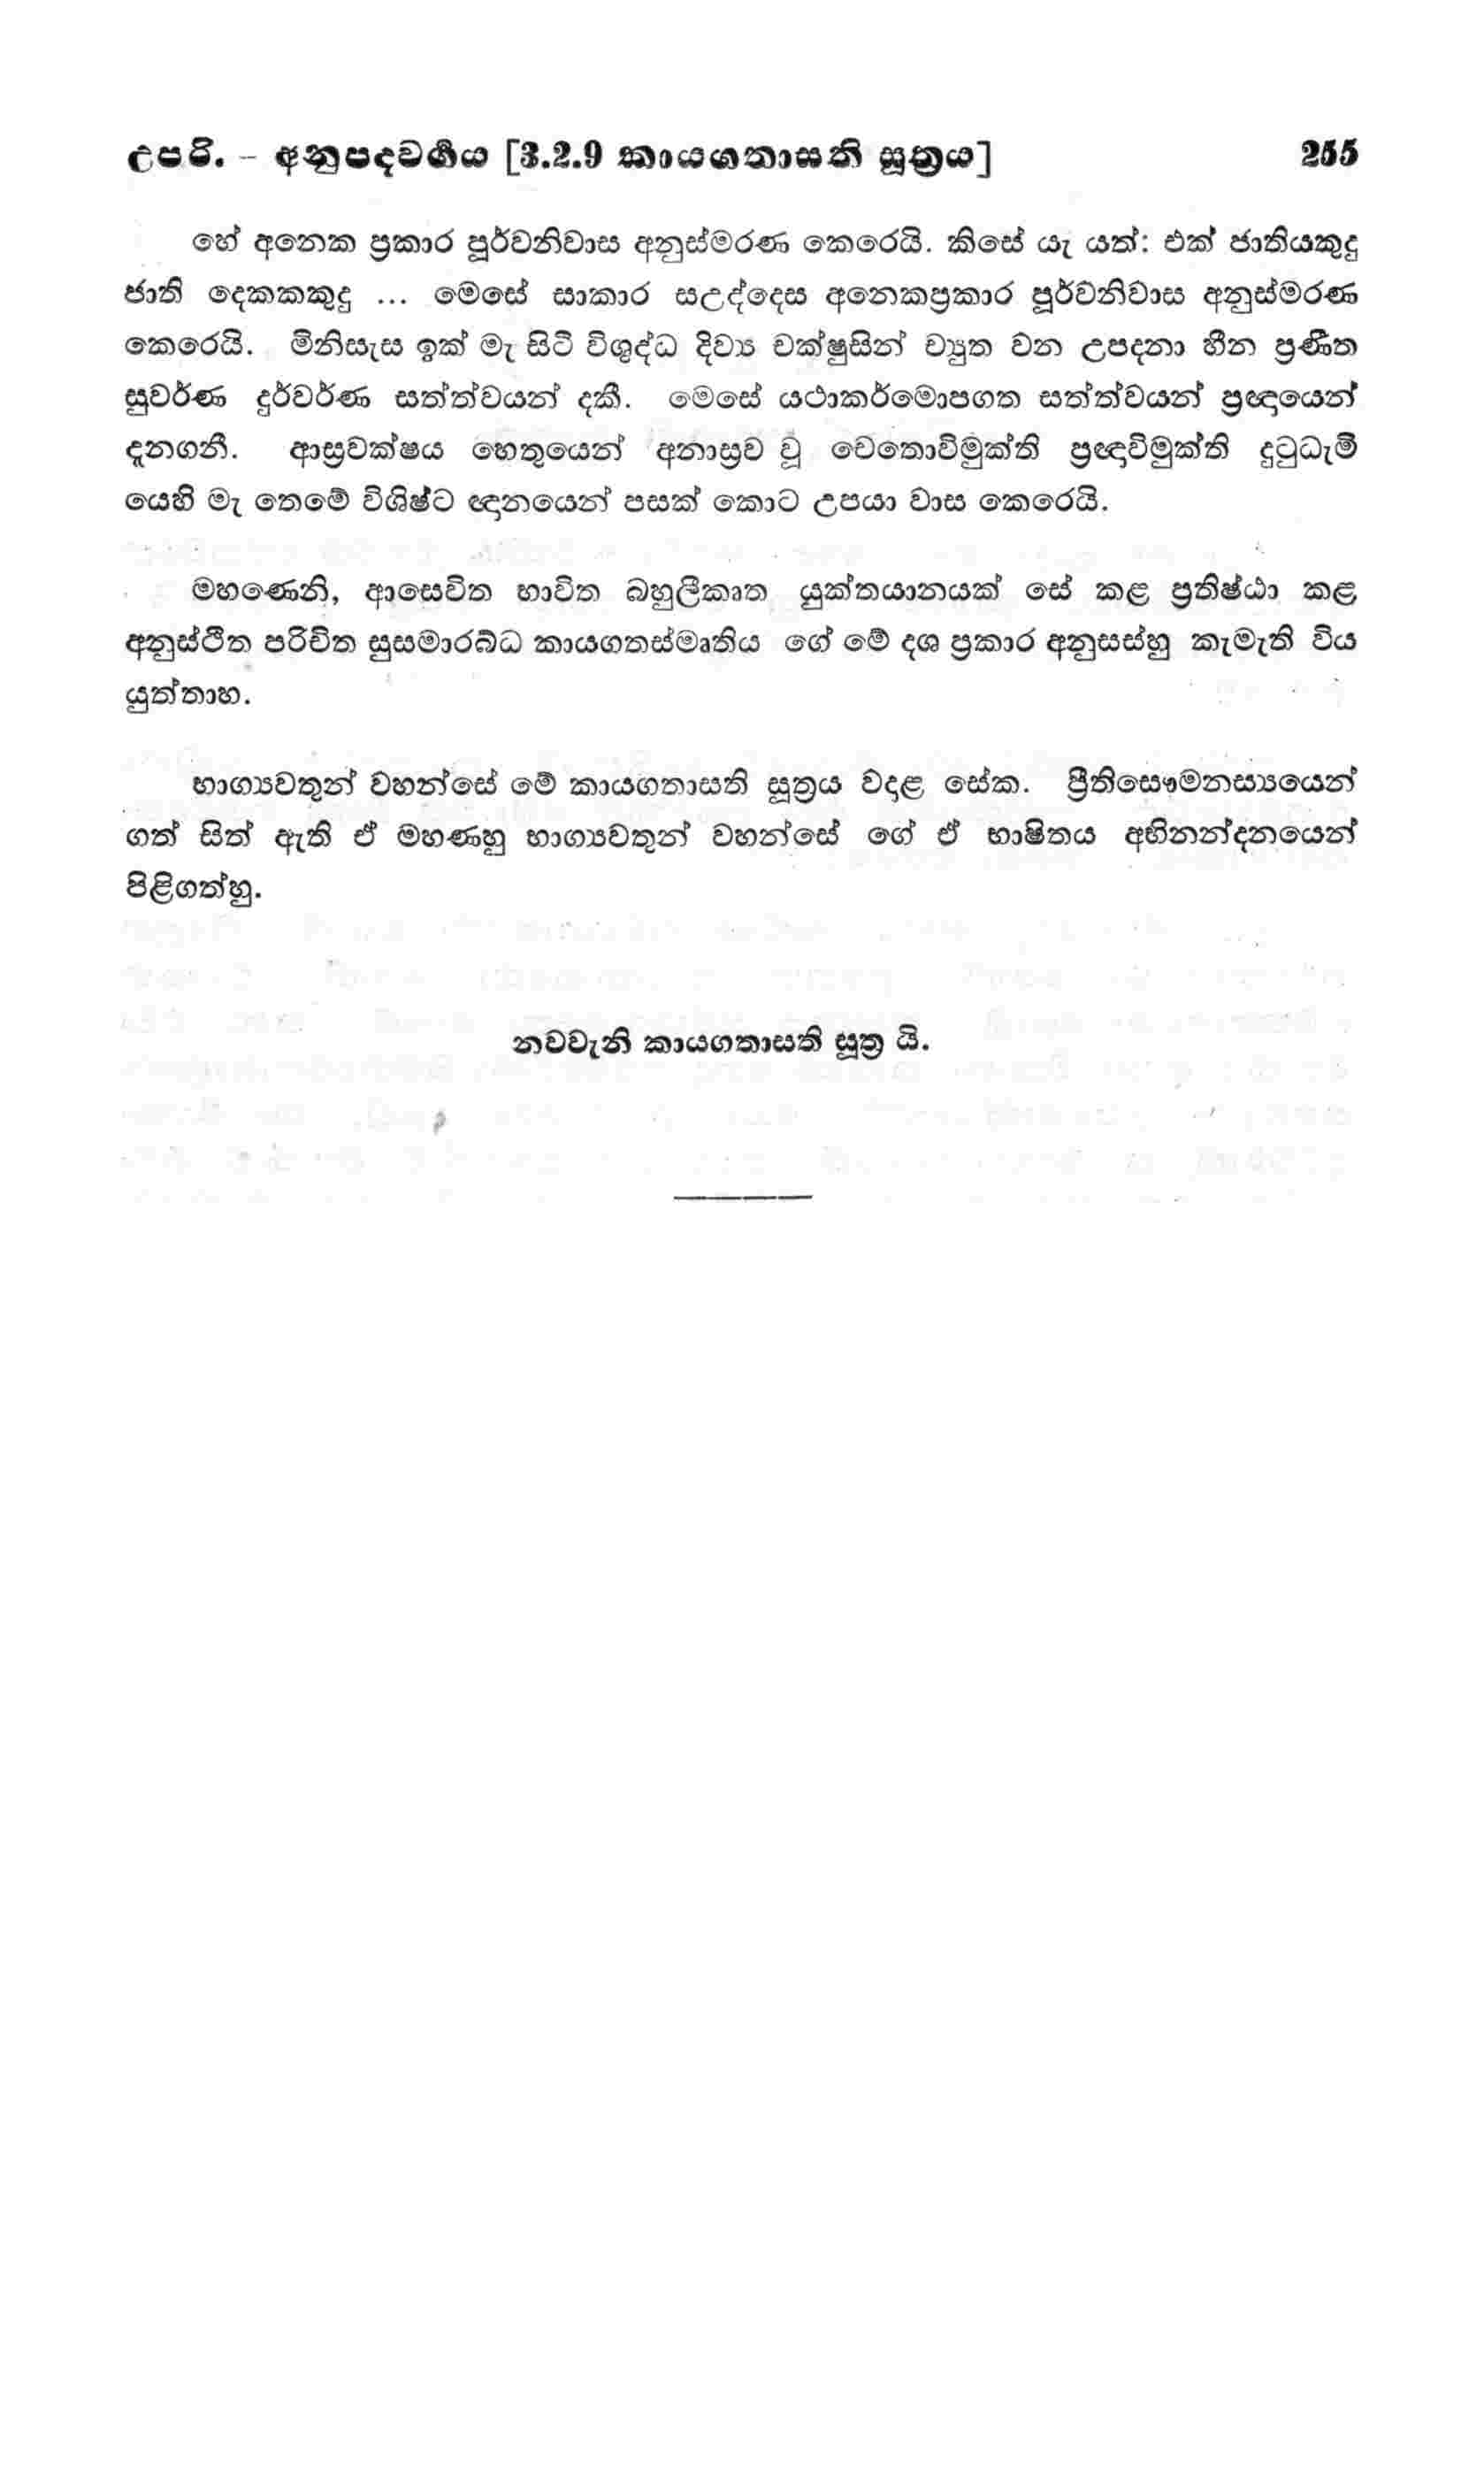 උපරි. - අනුපදවර්‍ගය [3.2.9 කායගතාසති සූත්‍රය] 255
හේ අනෙක ප්‍රකාර පූර්වනිවාස අනුස්මරණ කෙරෙයි. කිසේ යැ යත්: එක් ජාතියකුදු
ජාති දෙකකකුදු ... මෙසේ සාකාර සඋද්දෙස අනෙකප්‍රකාර පූර්වනිවාස අනුස්මරණ
කෙරෙයි. මිනිසැස ඉක් මැ සිටි විශුද්ධ දිව්‍ය චක්ෂුසින් ච්‍යුත වන උපදනා හීන ප්‍රණීත
සුවර්ණ දුර්වර්ණ සත්ත්වයන් දකී. මෙසේ යථාකර්මොපගත සත්ත්වයන් ප්‍රඥායෙන්
දැනගනී. ආස්‍රවක්ෂය හෙතුයෙන් අනාස්‍රව වූ චෙතොවිමුක්ති ප්‍රඥාවිමුක්ති දුටුධැමි
යෙහි මැ තෙමේ විශිෂ්ට ඥානයෙන් පසක් කොට උපයා වාස කෙරෙයි.
මහණෙනි, ආසෙවිත භාවිත බහුලීකෘත යුක්තයානයක් සේ කළ ප්‍රතිෂ්ඨා කළ
අනුස්ථිත පරිචිත සුසමාරබ්ධ කායගතස්මෘතිය ගේ මේ දශ ප්‍රකාර අනුසස්හු කැමැති විය
යුත්තාහ.
භාග්‍යවතුන් වහන්සේ මේ කායගතාසති සූත්‍රය වදාළ සේක. ප්‍රීතිසෞමනස්‍යයෙන්
ගත් සිත් ඇති ඒ මහණහු භාග්‍යවතුන් වහන්සේ ගේ ඒ භාෂිතය අභිනන්දනයෙන්
පිළිගත්හු.
නවවැනි කායගතාසති සූත්‍ර යි.